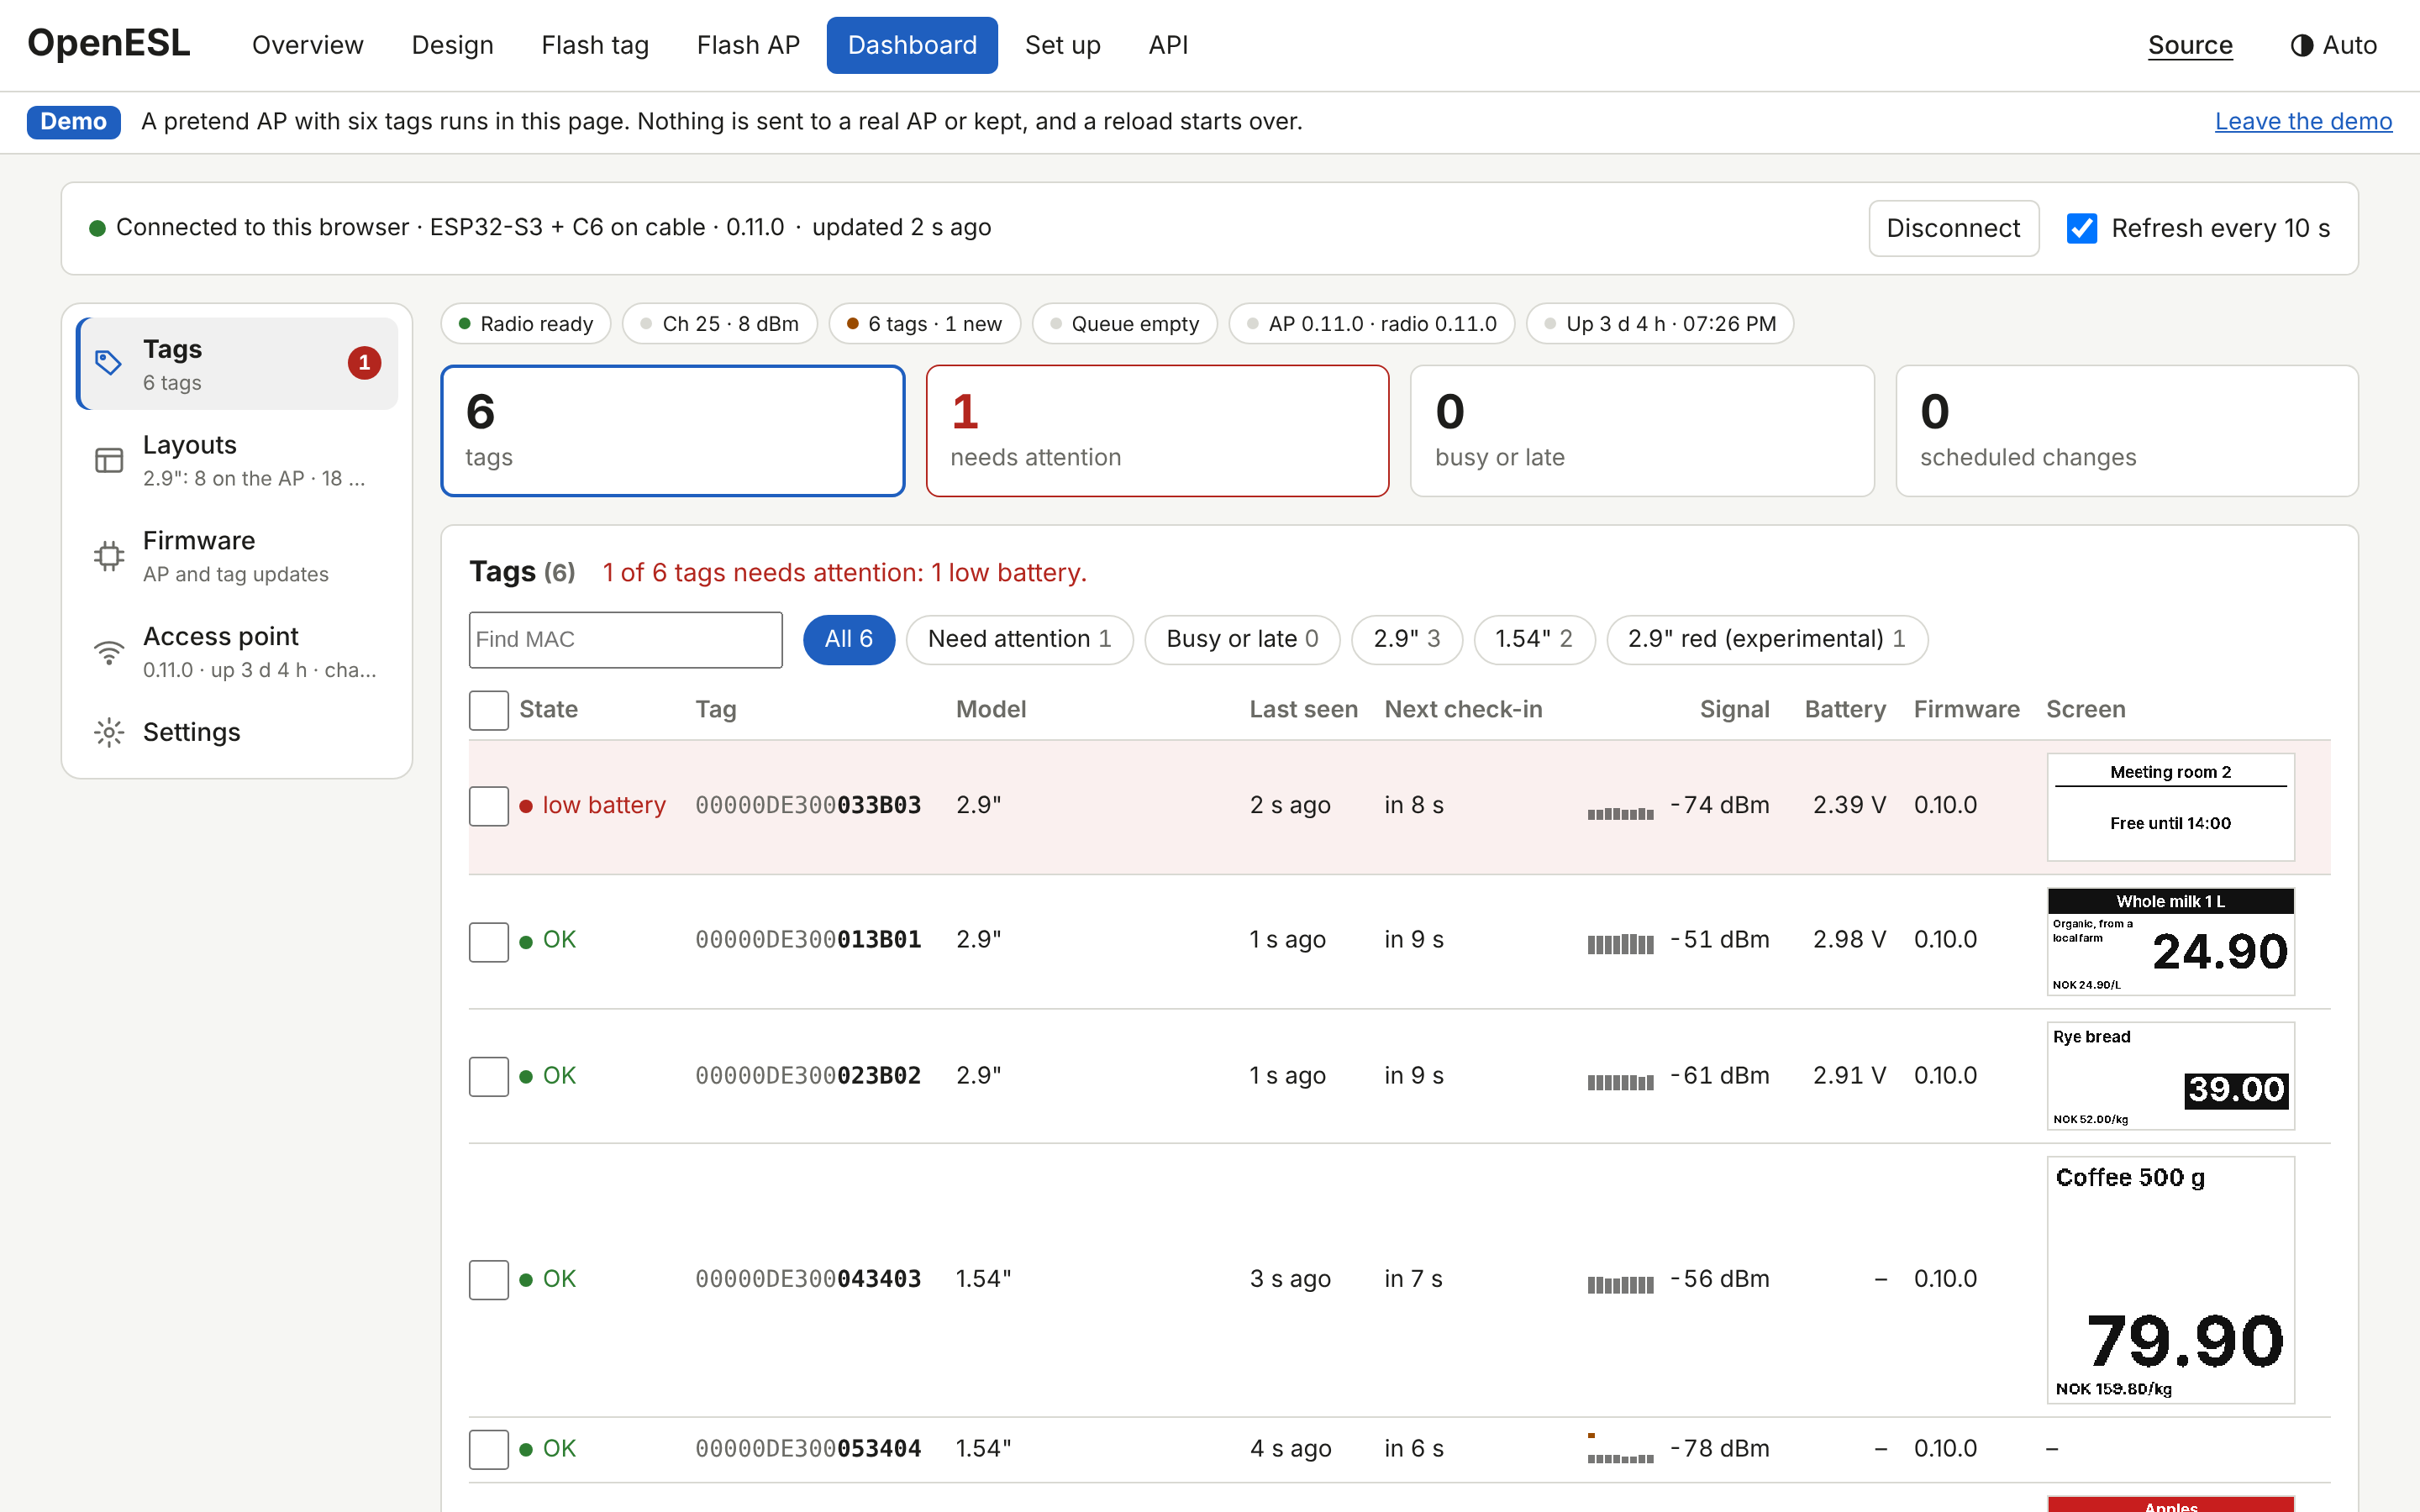 OpenESL Overview Design Flash tag Flash AP Dashboard Set up API Source Auto
Demo A pretend AP with six tags runs in this page. Nothing is sent to a real AP or kept, and a reload starts over. Leave the demo
Connected to this browser · ESP32-S3 + C6 on cable · 0.11.0 · updated 2 s ago Disconnect Refresh every 10 s
Tags
6 tags
1
Layouts
2.9": 8 on the AP · 18 ...
Firmware
AP and tag updates
Access point
0.11.0 · up 3 d 4 h · cha...
Settings
Radio ready Ch 25 · 8 dBm 6 tags · 1 new Queue empty AP 0.11.0 · radio 0.11.0 Up 3 d 4 h · 07:26 PM
6
tags
1
needs attention
0
busy or late
0
scheduled changes
Tags (6) 1 of 6 tags needs attention: 1 low battery.
Find MAC All 6 Need attention 1 Busy or late 0 2.9" 3 1.54" 2 2.9" red (experimental) 1
State Tag Model Last seen Next check-in Signal Battery Firmware Screen
low battery 00000DE300033B03 2.9" 2 s ago in 8 s -74 dBm 2.39 V 0.10.0
Meeting room 2
Free until 14:00
OK 00000DE300013B01 2.9" 1 s ago in 9 s -51 dBm 2.98 V 0.10.0
Whole milk 1 L
Organic, from a
local farm
24.90
NOK 24.90/L
OK 00000DE300023B02 2.9" 1 s ago in 9 s -61 dBm 2.91 V 0.10.0
Rye bread
39.00
NOK 52.00/kg
OK 00000DE300043403 1.54" 3 s ago in 7 s -56 dBm – 0.10.0
Coffee 500 g
79.90
NOK 159.80/kg
OK 00000DE300053404 1.54" 4 s ago in 6 s -78 dBm – 0.10.0 –
Apples